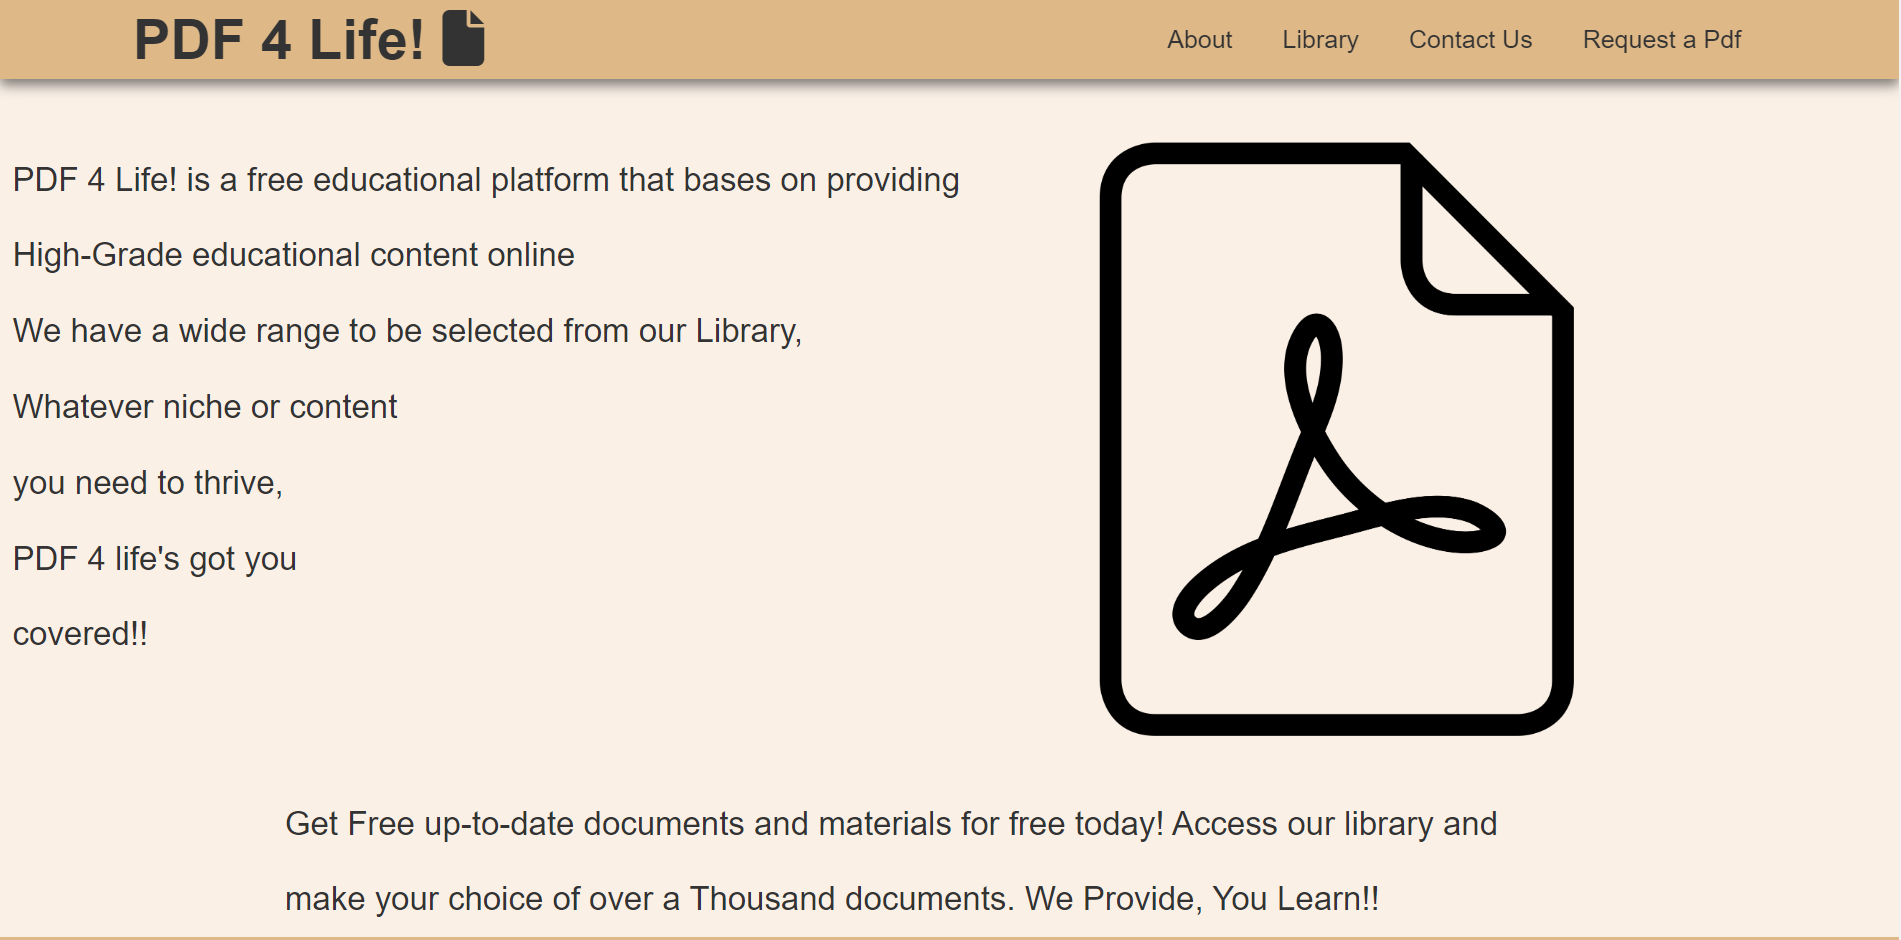 PDF 4 Life!
About Library Contact Us Request a Pdf
PDF 4 Life! is a free educational platform that bases on providing
High-Grade educational content online
We have a wide range to be selected from our Library,
Whatever niche or content
you need to thrive,
PDF 4 life's got you
covered!!
Get Free up-to-date documents and materials for free today! Access our library and
make your choice of over a Thousand documents. We Provide, You Learn!!